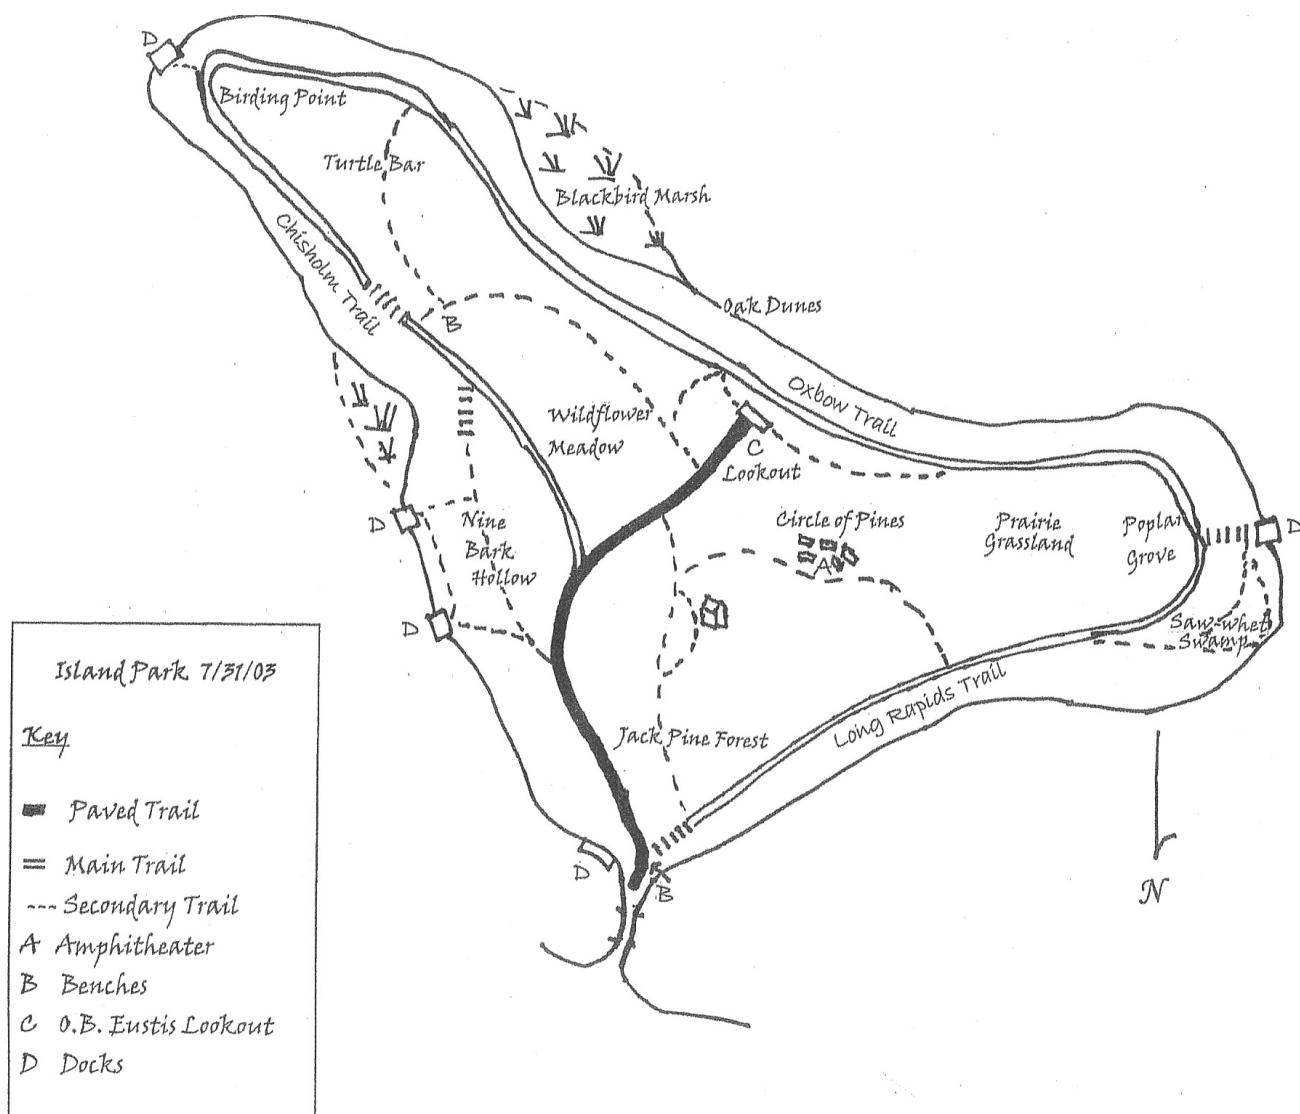 D
Birding Point
Turtle Bar
Blackbird Marsh
Chisholm Trail
B
Oak Dunes
Oxbow Trail
Wildflower
Meadow
C
Lookout
D
Nine
Bark
Hollow
Circle of Pines
A
Prairie
Grassland
Poplar
Grove
D
D
Saw-whet
Swamp
Jack Pine Forest
Long Rapids Trail
D
B
N
Island Park 7/31/03
Key
Paved Trail
Main Trail
Secondary Trail
A Amphitheater
B Benches
C O.B. Eustis Lookout
D Docks